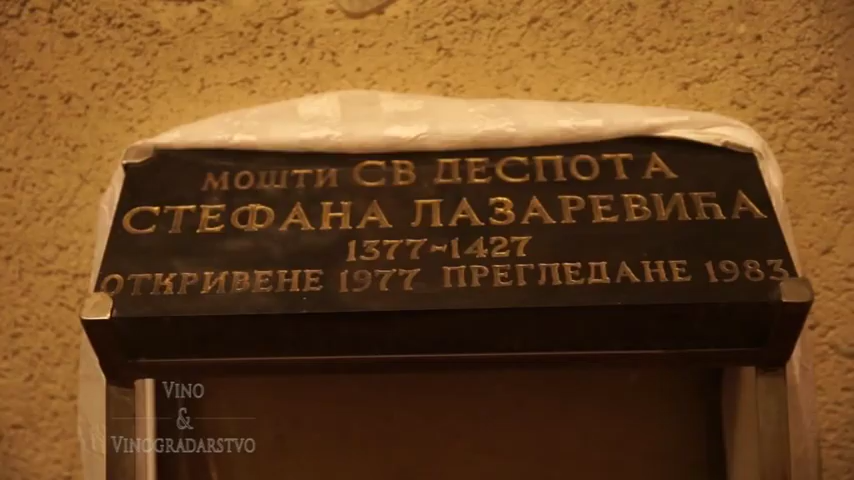 МОШТИ СВ ДЕСПОТА
СТЕФАНА ЛАЗАРЕВИЋА
1377~1427
ОТКРИВЕНЕ 1977 ПРЕГЛЕДАНЕ 1983
VINO
&
VINOGRADARSTVO